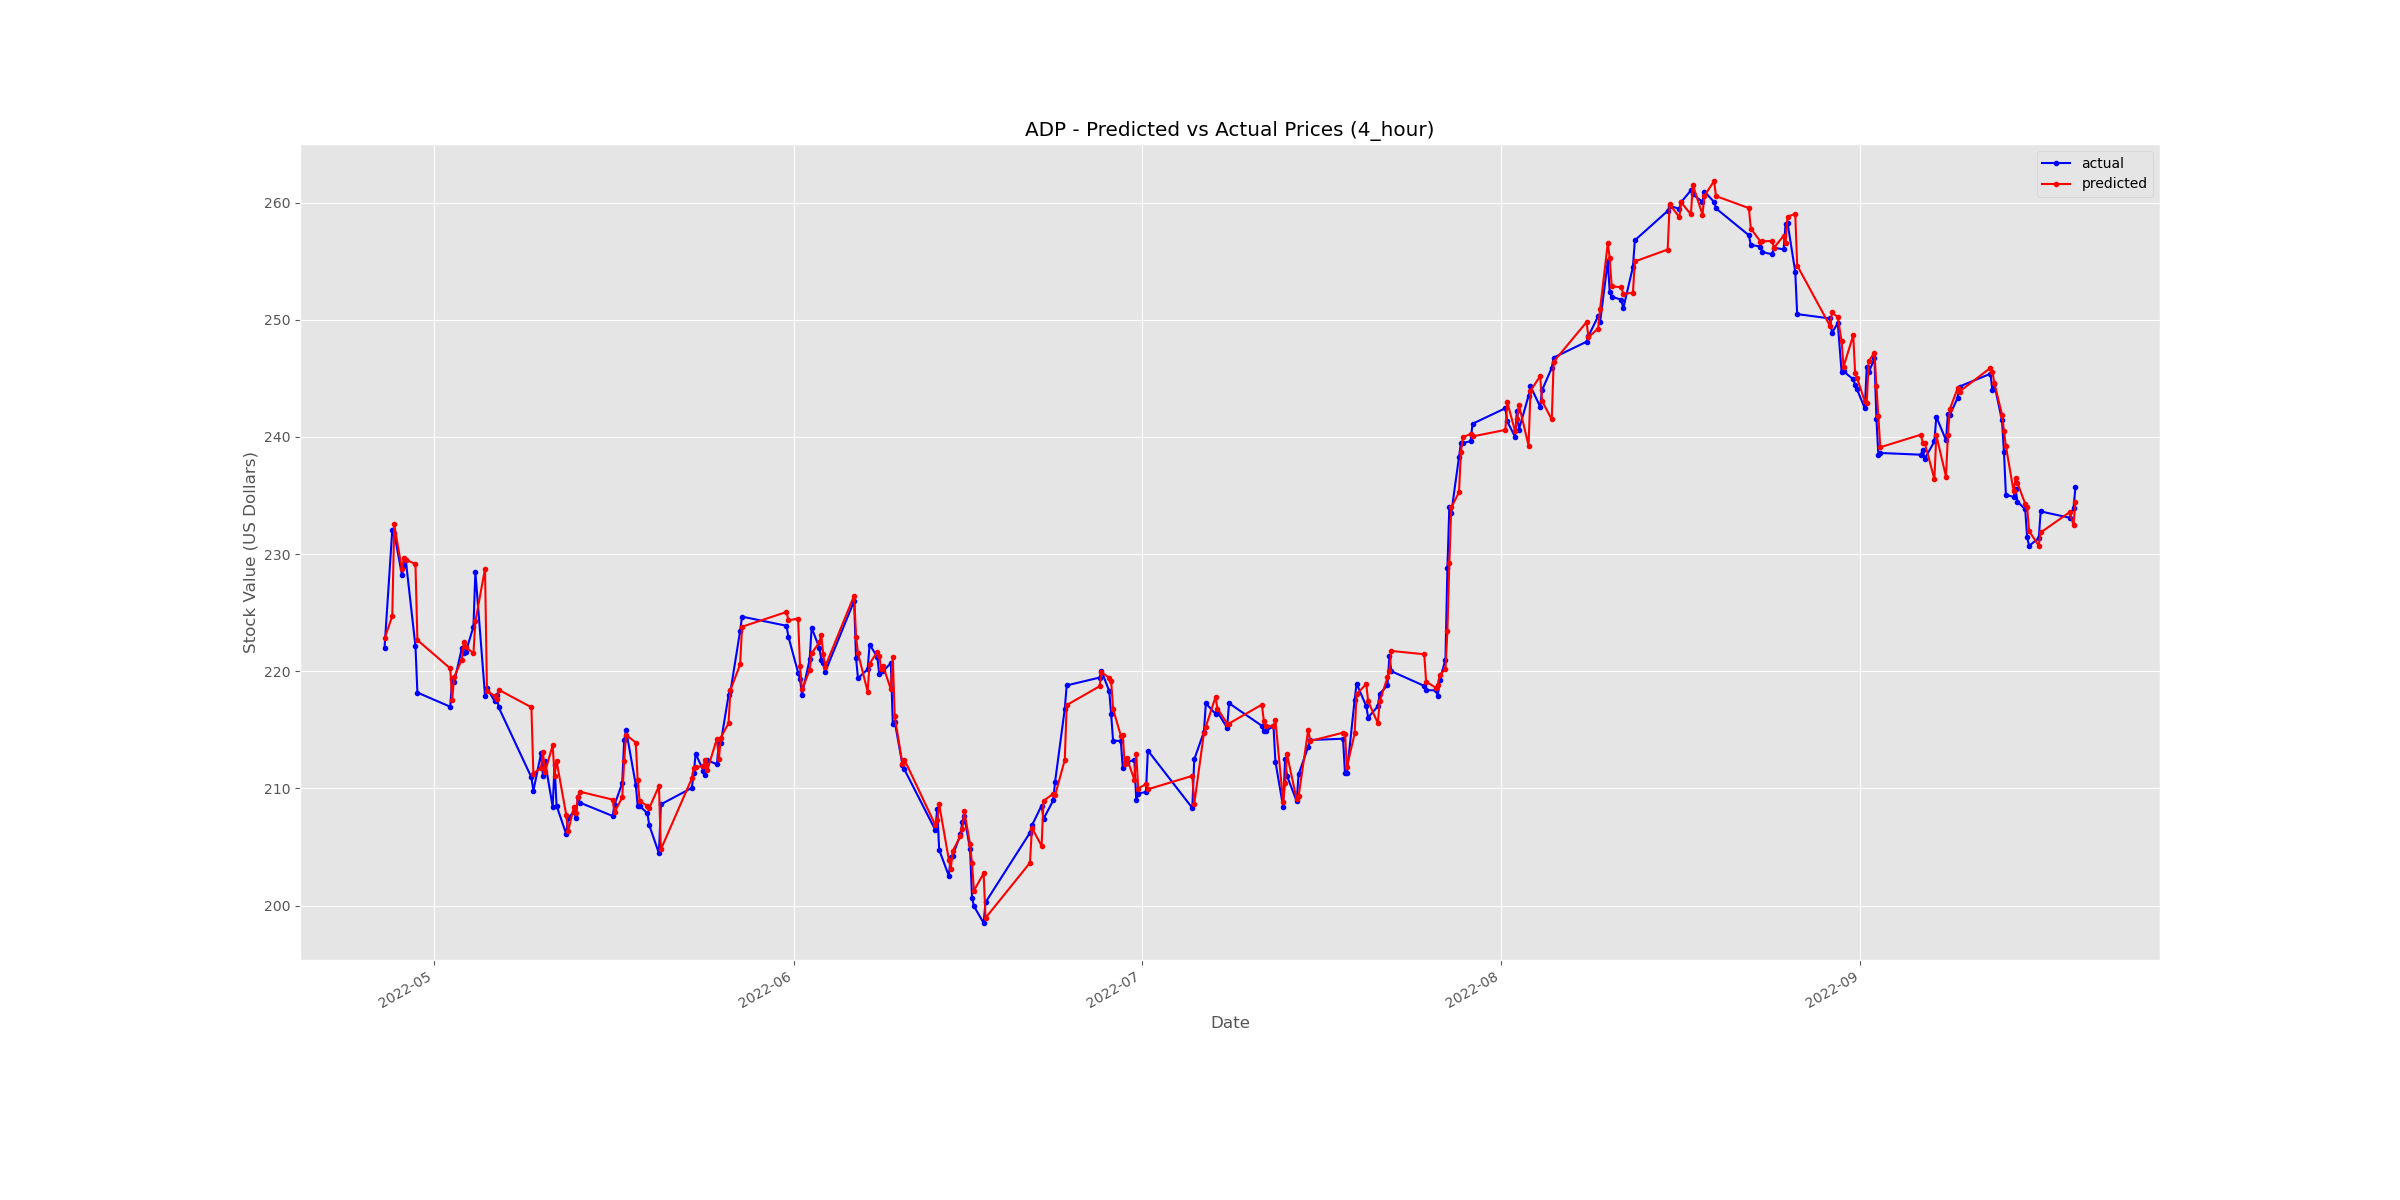 ADP - Predicted vs Actual Prices (4_hour)
actual
predicted
260
250
240
230
220
210
200
Stock Value (US Dollars)
2022-05
2022-06
2022-07
2022-08
2022-09
Date